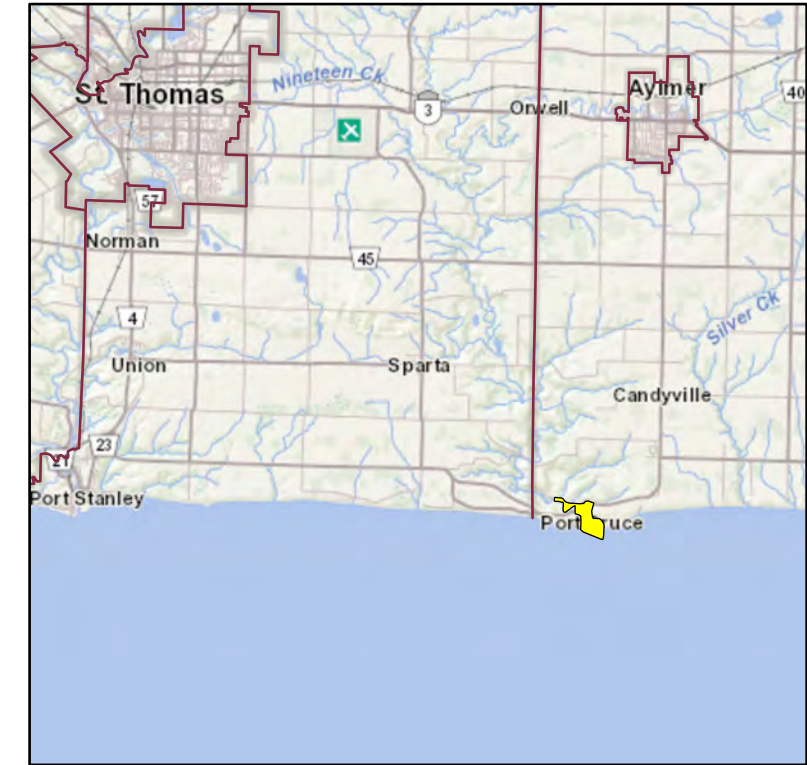 Nineteen Ck
St Thomas
Aylmer
40
3
Orwell
57
Norman
45
4
Silver Ck
Union
Sparta
Candyville
23
21
Port Stanley
Port ruce